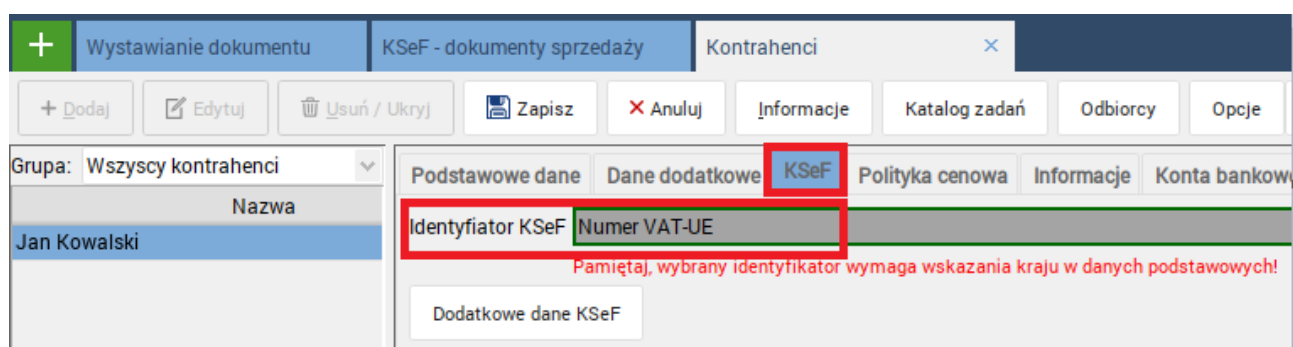 + Wystawianie dokumentu KSeF - dokumenty sprzedaży Kontrahenci ×
+ Dodaj Edytuj Usuń / Ukryj Zapisz × Anuluj Informacje Katalog zadań Odbiorcy Opcje
Grupa: Wszyscy kontrahenci
Podstawowe dane Dane dodatkowe KSeF Polityka cenowa Informacje Konta bankowe
Nazwa
Jan Kowalski
Identyfiator KSeF Numer VAT-UE
Pamiętaj, wybrany identyfikator wymaga wskazania kraju w danych podstawowych!
Dodatkowe dane KSeF